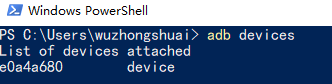 Windows PowerShell
PS C:\Users\wuzhongshuai> adb devices
List of devices attached
e0a4a680        device